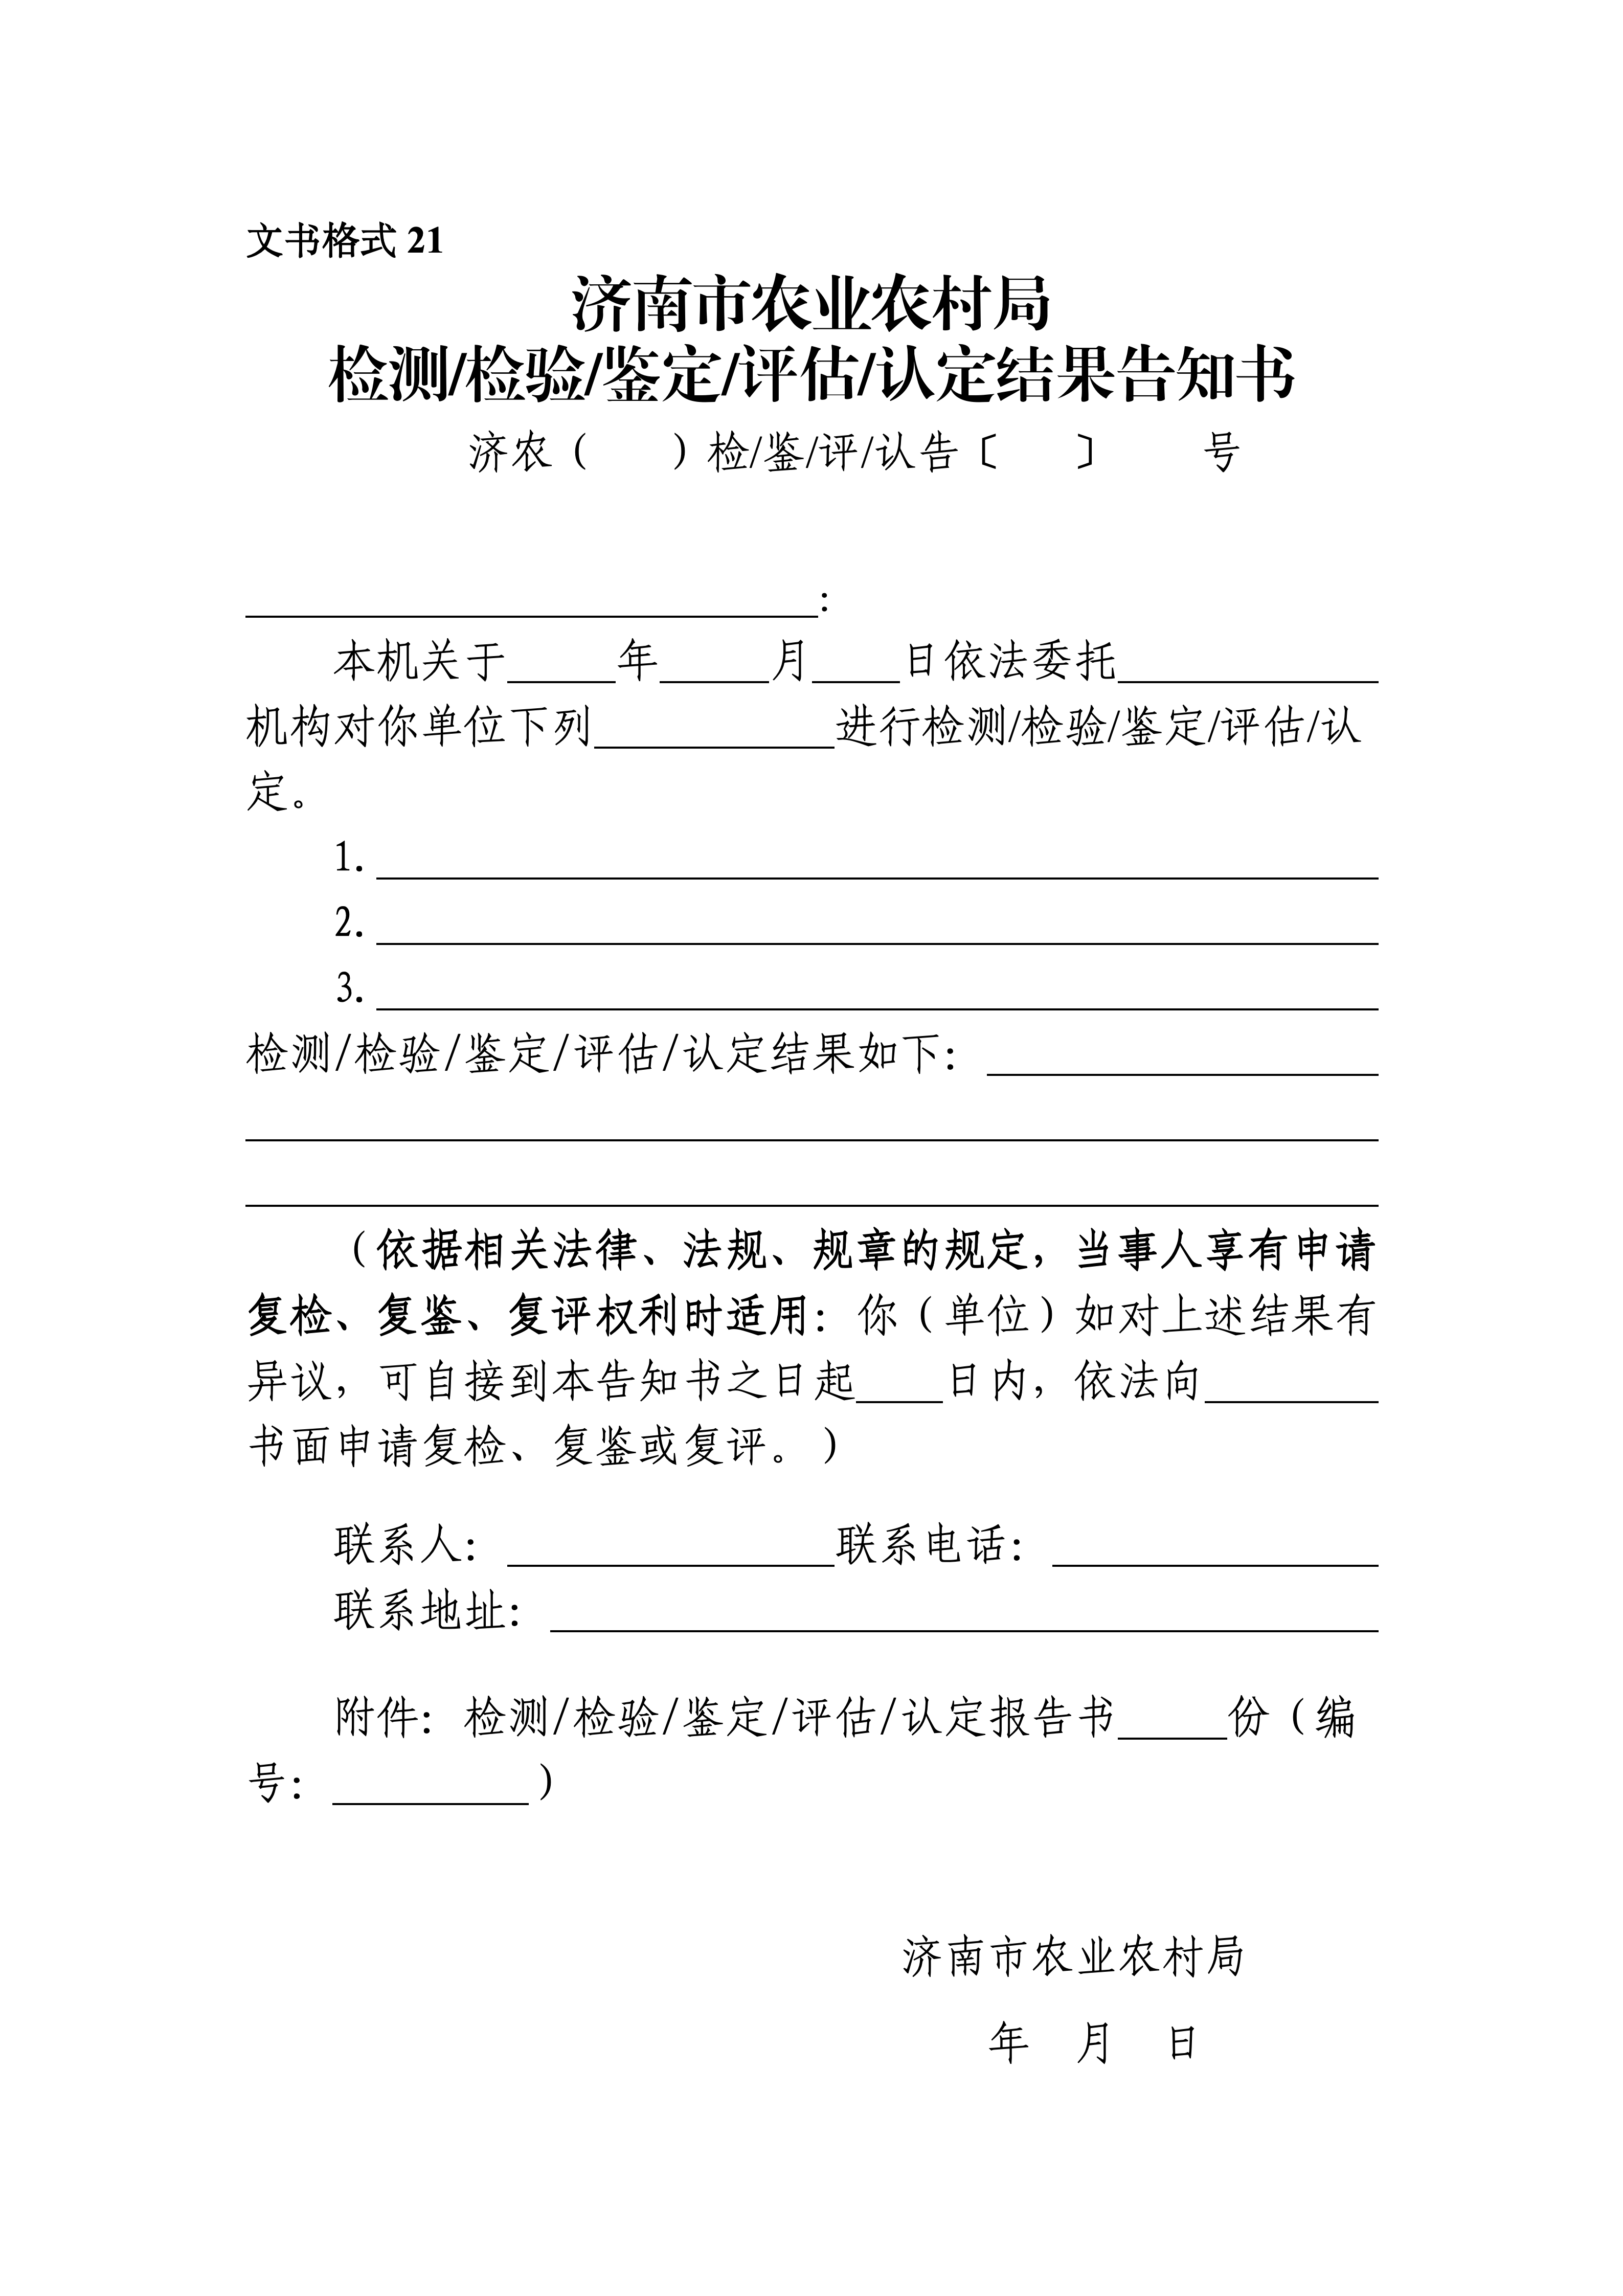 文书格式 21
济南市农业农村局
检测/检验/鉴定/评估/认定结果告知书
济农（　　）检/鉴/评/认告〔　　〕　　号
____________________：
本机关于_____年_____月____日依法委托____________
机构对你单位下列___________进行检测/检验/鉴定/评估/认
定。
1. ____________________
2. ____________________
3. ____________________
检测/检验/鉴定/评估/认定结果如下：__________________
____________________
____________________
（依据相关法律、法规、规章的规定，当事人享有申请
复检、复鉴、复评权利时适用：你（单位）如对上述结果有
异议，可自接到本告知书之日起____日内，依法向________
书面申请复检、复鉴或复评。）
联系人：_______________联系电话：_______________
联系地址：____________________
附件：检测/检验/鉴定/评估/认定报告书_____份（编
号：_________）
济南市农业农村局
年　月　日